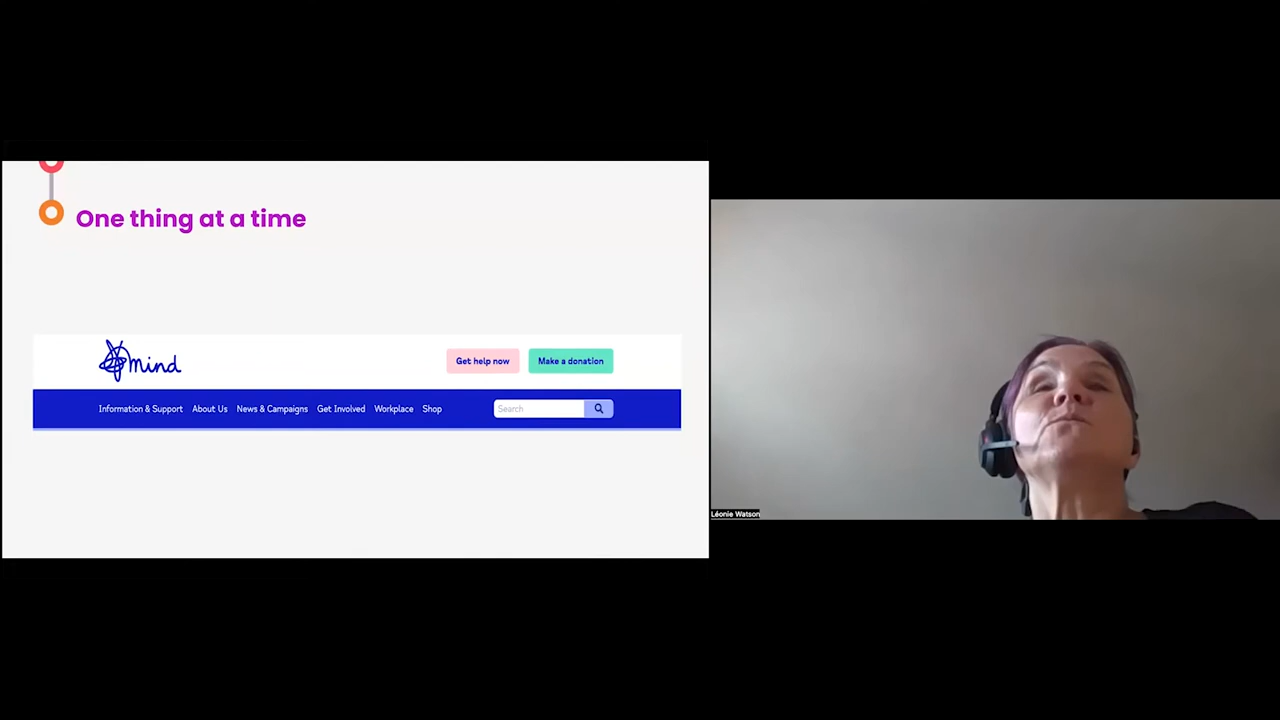 One thing at a time
mind
Get help now
Make a donation
Information & Support
About Us
News & Campaigns
Get Involved
Workplace
Shop
Search
Léonie Watson